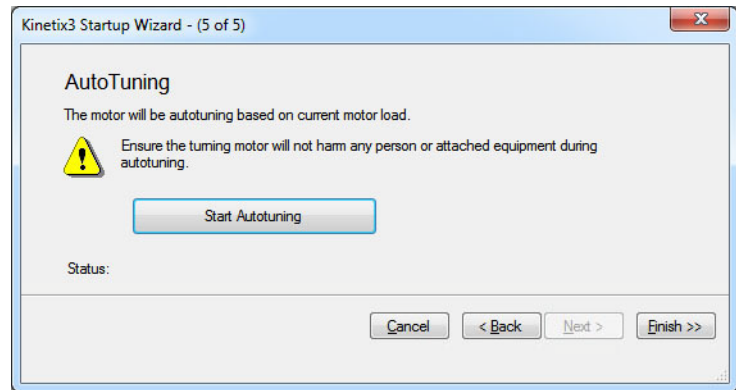 Kinetix3 Startup Wizard - (5 of 5)
AutoTuning
The motor will be autotuning based on current motor load.
Ensure the turning motor will not harm any person or attached equipment during
autotuning.
Start Autotuning
Status:
Cancel
< Back
Next >
Finish >>